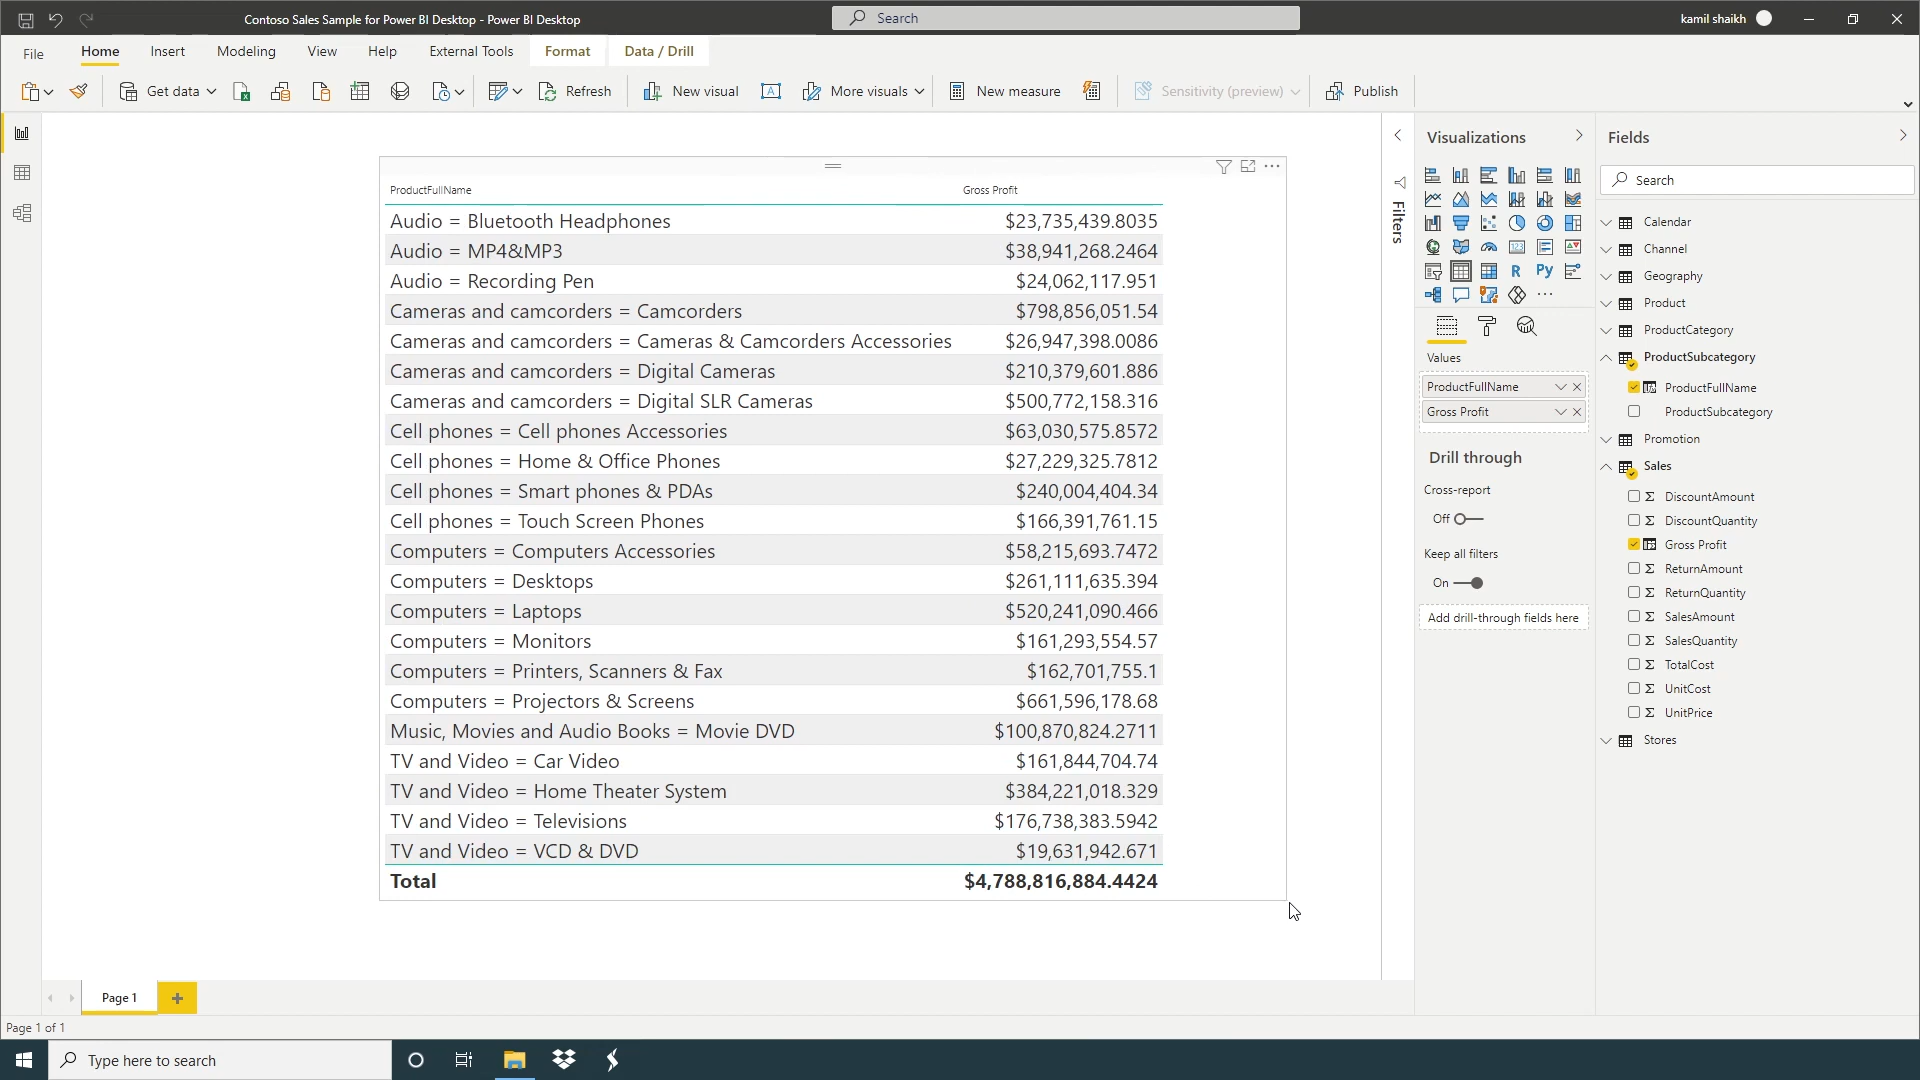 Contoso Sales Sample for Power BI Desktop - Power BI Desktop
Search
kamil shaikh
File
Home
Insert
Modeling
View
Help
External Tools
Format
Data / Drill
Get data
Refresh
New visual
More visuals
New measure
Sensitivity (preview)
Publish
ProductFullName Gross Profit
Audio = Bluetooth Headphones $23,735,439.8035
Audio = MP4&MP3 $38,941,268.2464
Audio = Recording Pen $24,062,117.951
Cameras and camcorders = Camcorders $798,856,051.54
Cameras and camcorders = Cameras & Camcorders Accessories $26,947,398.0086
Cameras and camcorders = Digital Cameras $210,379,601.886
Cameras and camcorders = Digital SLR Cameras $500,772,158.316
Cell phones = Cell phones Accessories $63,030,575.8572
Cell phones = Home & Office Phones $27,229,325.7812
Cell phones = Smart phones & PDAs $240,004,404.34
Cell phones = Touch Screen Phones $166,391,761.15
Computers = Computers Accessories $58,215,693.7472
Computers = Desktops $261,111,635.394
Computers = Laptops $520,241,090.466
Computers = Monitors $161,293,554.57
Computers = Printers, Scanners & Fax $162,701,755.1
Computers = Projectors & Screens $661,596,178.68
Music, Movies and Audio Books = Movie DVD $100,870,824.2711
TV and Video = Car Video $161,844,704.74
TV and Video = Home Theater System $384,221,018.329
TV and Video = Televisions $176,738,383.5942
TV and Video = VCD & DVD $19,631,942.671
Total $4,788,816,884.4424
Filters
Visualizations
123
R
Py
Values
ProductFullName
Gross Profit
Drill through
Cross-report
Off
Keep all filters
On
Add drill-through fields here
Fields
Search
Calendar
Channel
Geography
Product
ProductCategory
ProductSubcategory
ProductFullName
ProductSubcategory
Promotion
Sales
Σ DiscountAmount
Σ DiscountQuantity
Gross Profit
Σ ReturnAmount
Σ ReturnQuantity
Σ SalesAmount
Σ SalesQuantity
Σ TotalCost
Σ UnitCost
Σ UnitPrice
Stores
Page 1
Page 1 of 1
Type here to search